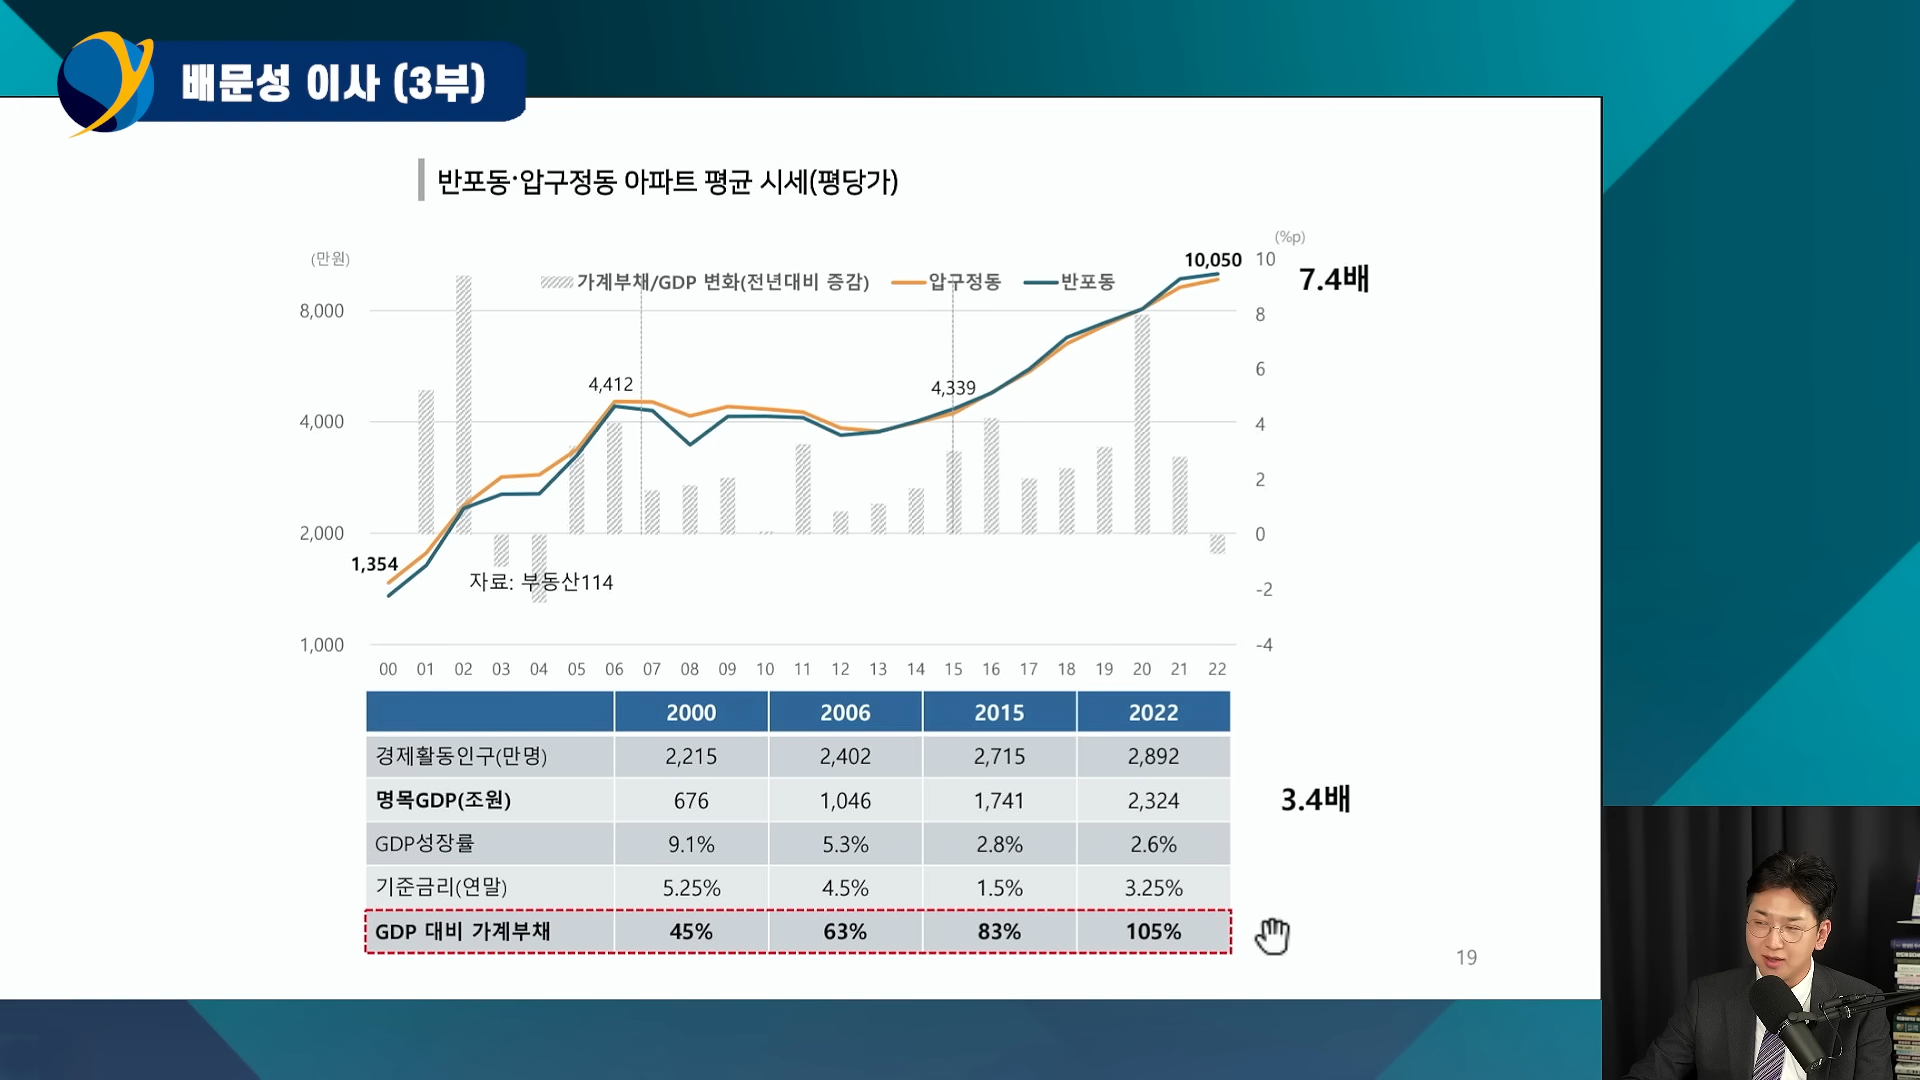 배문성 이사 (3부)
반포동·압구정동 아파트 평균 시세(평당가)
(만원)
(%p)
가계부채/GDP 변화(전년대비 증감) 압구정동 반포동
10,050
10
7.4배
8,000
8
6
4,412
4,339
4,000
4
2
2,000
0
1,354
자료: 부동산114
-2
1,000
-4
00 01 02 03 04 05 06 07 08 09 10 11 12 13 14 15 16 17 18 19 20 21 22
2000 2006 2015 2022
경제활동인구(만명) 2,215 2,402 2,715 2,892
명목GDP(조원) 676 1,046 1,741 2,324
3.4배
GDP성장률 9.1% 5.3% 2.8% 2.6%
기준금리(연말) 5.25% 4.5% 1.5% 3.25%
GDP 대비 가계부채 45% 63% 83% 105%
19